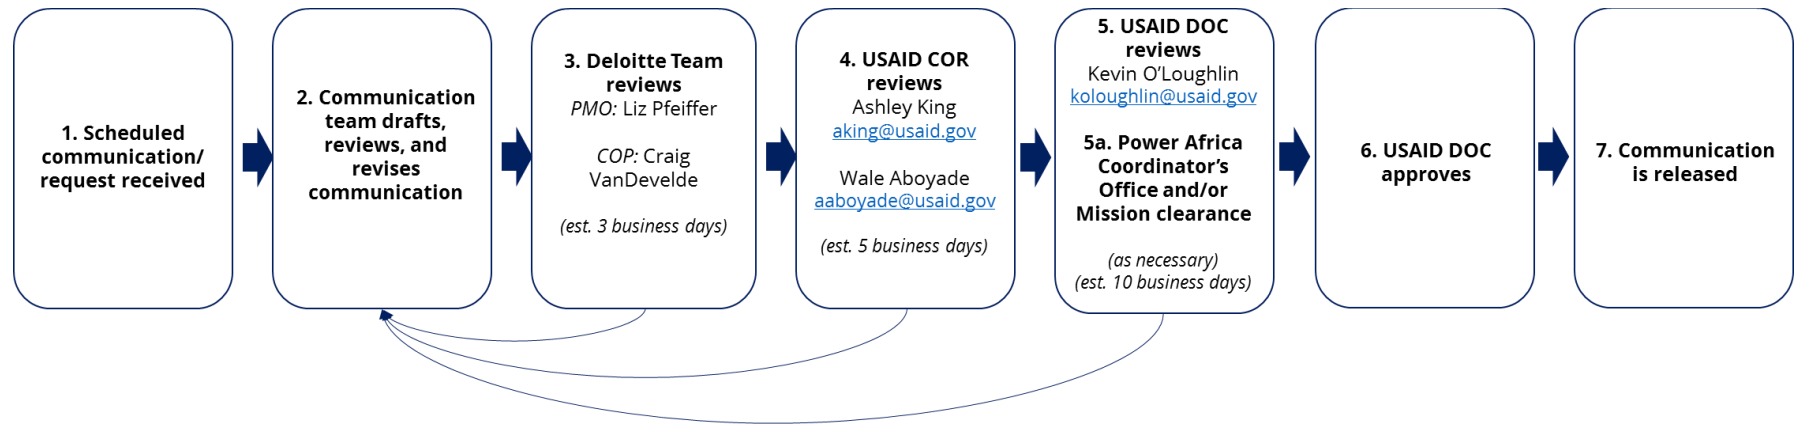 1. Scheduled
communication/
request received
2. Communication
team drafts,
reviews, and
revises
communication
3. Deloitte Team
reviews
PMO: Liz Pfeiffer
COP: Craig
VanDevelde
(est. 3 business days)
4. USAID COR
reviews
Ashley King
aking@usaid.gov
Wale Aboyade
aaboyade@usaid.gov
(est. 5 business days)
5. USAID DOC
reviews
Kevin O’Loughlin
koloughlin@usaid.gov
5a. Power Africa
Coordinator’s
Office and/or
Mission clearance
(as necessary)
(est. 10 business days)
6. USAID DOC
approves
7. Communication
is released